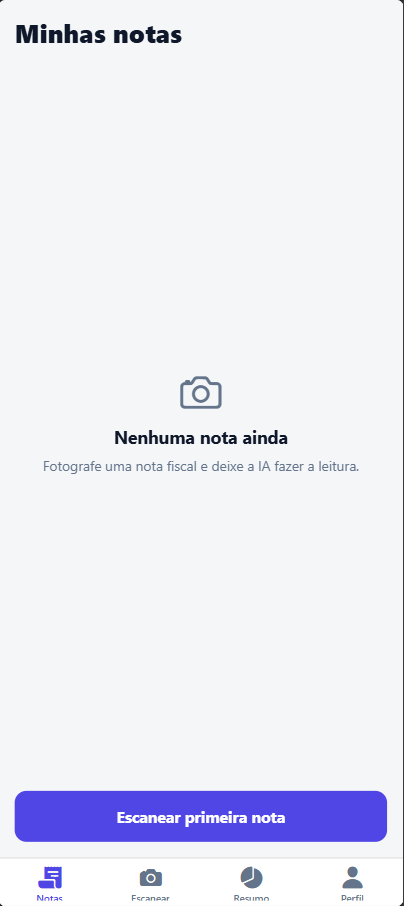 Minhas notas
Nenhuma nota ainda
Fotografe uma nota fiscal e deixe a IA fazer a leitura.
Escanear primeira nota
Notas
Escanear
Resumo
Perfil